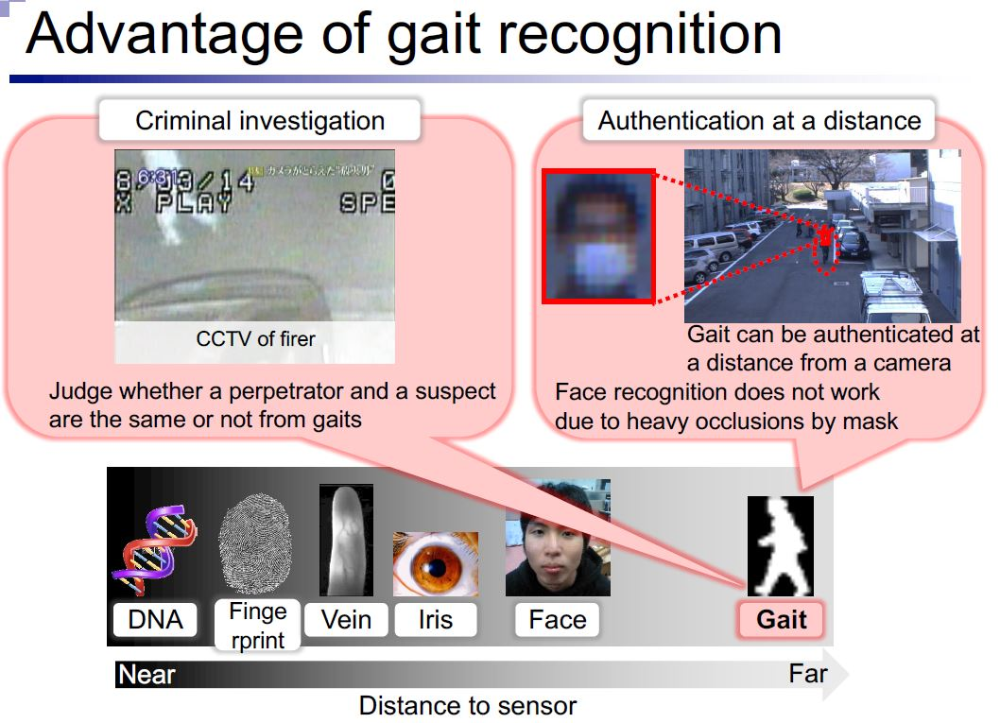 Advantage of gait recognition
Criminal investigation
8/03/14
X PLAY
SPE
カメラがとらえた
CCTV of firer
Judge whether a perpetrator and a suspect
are the same or not from gaits
Authentication at a distance
Gait can be authenticated at
a distance from a camera
Face recognition does not work
due to heavy occlusions by mask
DNA
Finge
rprint
Vein
Iris
Face
Gait
Near
Far
Distance to sensor